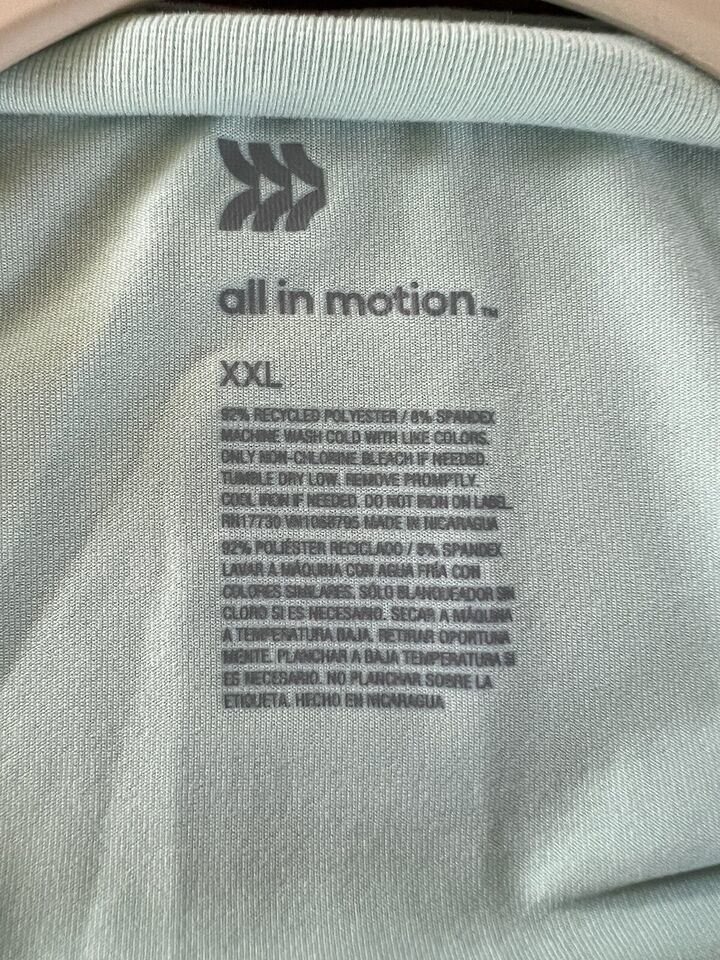 all in motion™
XXL
92% RECYCLED POLYESTER / 8% SPANDEX
MACHINE WASH COLD WITH LIKE COLORS.
ONLY NON-CHLORINE BLEACH IF NEEDED.
TUMBLE DRY LOW. REMOVE PROMPTLY.
COOL IRON IF NEEDED. DO NOT IRON ON LABEL.
RN17730 VN1058795 MADE IN NICARAGUA
92% POLIÉSTER RECICLADO / 8% SPANDEX
LAVAR A MÁQUINA CON AGUA FRÍA CON
COLORES SIMILARES. SÓLO BLANQUEADOR SIN
CLORO SI ES NECESARIO. SECAR A MÁQUINA
A TEMPERATURA BAJA. RETIRAR OPORTUNA
MENTE. PLANCHAR A BAJA TEMPERATURA SI
ES NECESARIO. NO PLANCHAR SOBRE LA
ETIQUETA. HECHO EN NICARAGUA